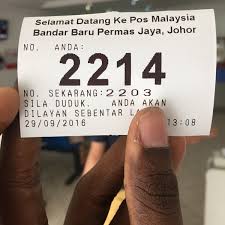 Selamat Datang Ke Pos Malaysia
Bandar Baru Permas Jaya, Johor
NO. ANDA:
2214
NO. SEKARANG: 2203
SILA DUDUK. ANDA AKAN
DILAYAN SEBENTAR
29/09/2016 13:08